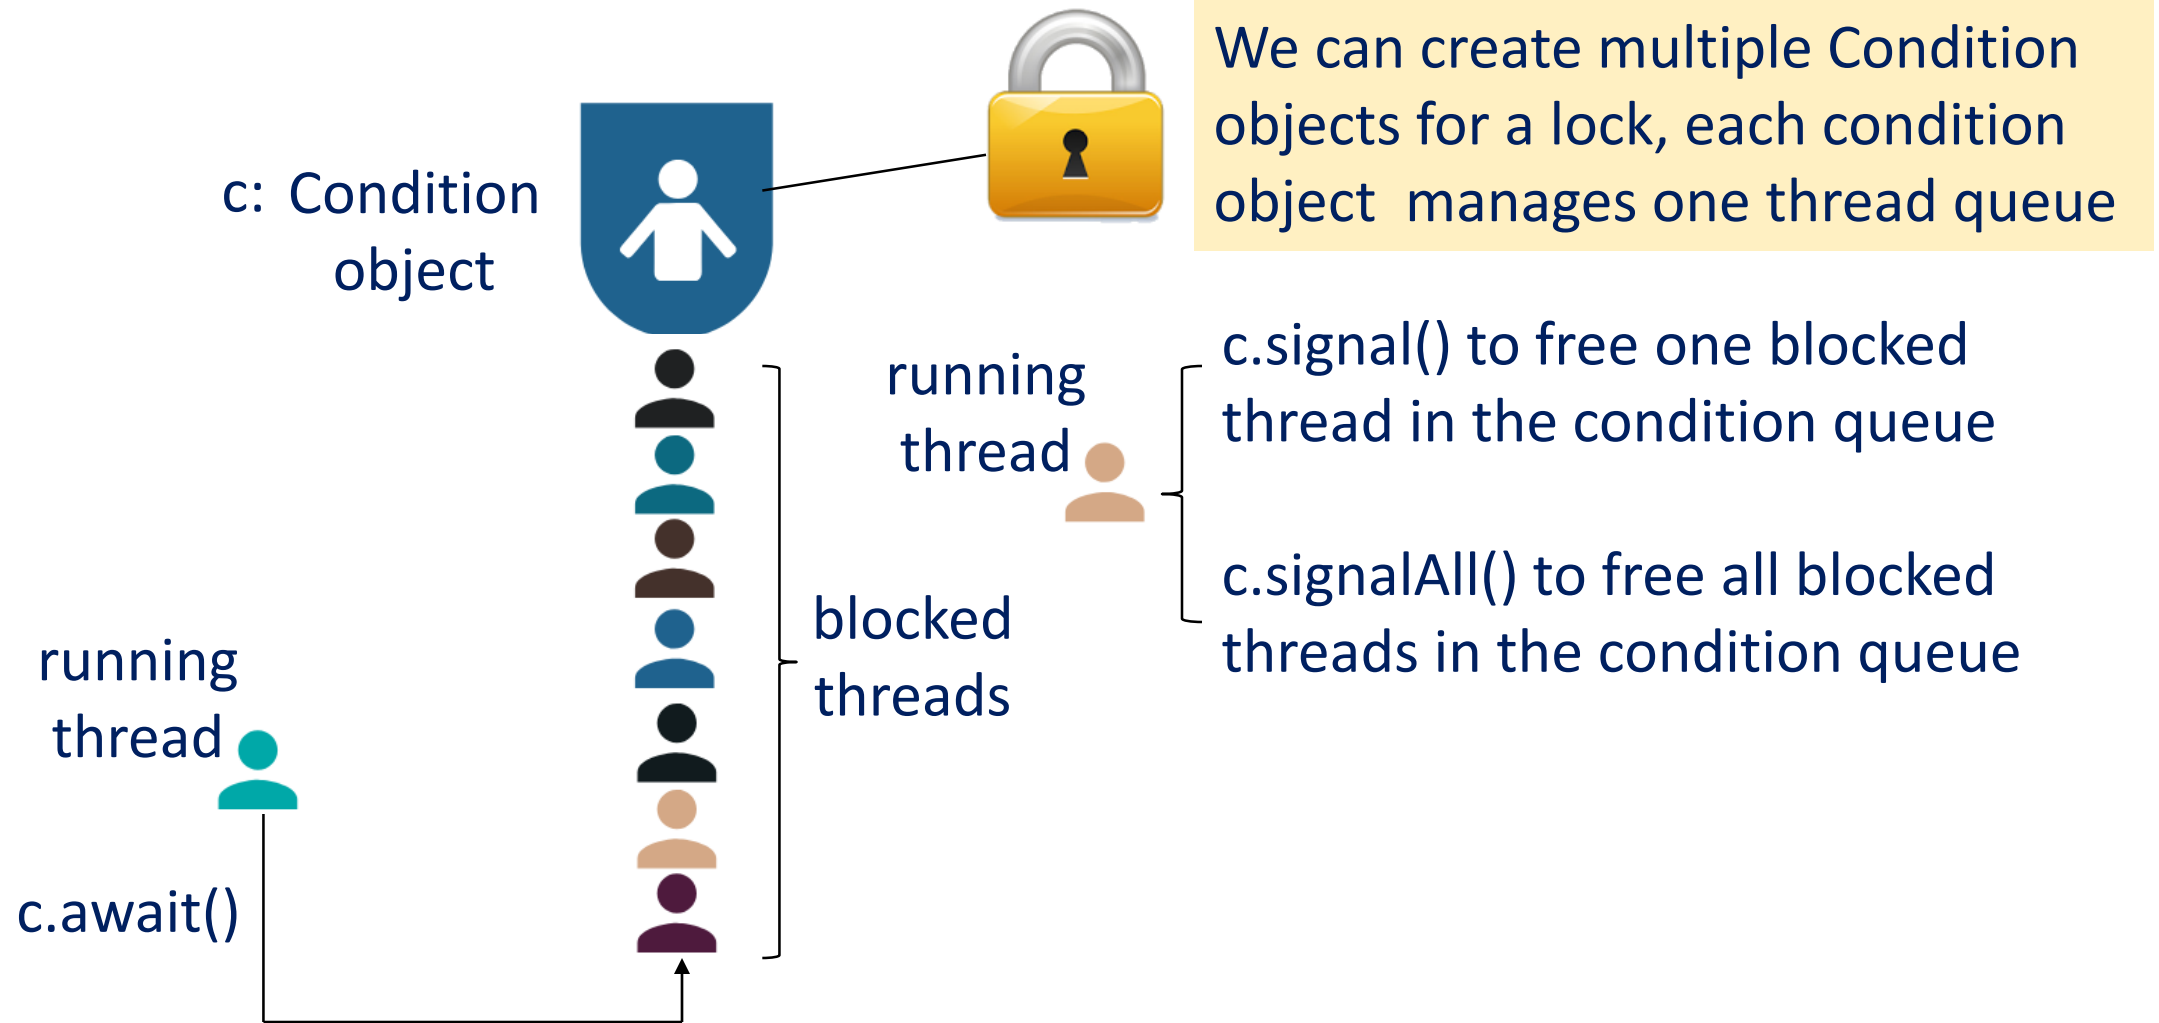 We can create multiple Condition
objects for a lock, each condition
object  manages one thread queue
c: Condition
object
c.signal() to free one blocked
thread in the condition queue
running
thread
c.signalAll() to free all blocked
threads in the condition queue
blocked
threads
running
thread
c.await()